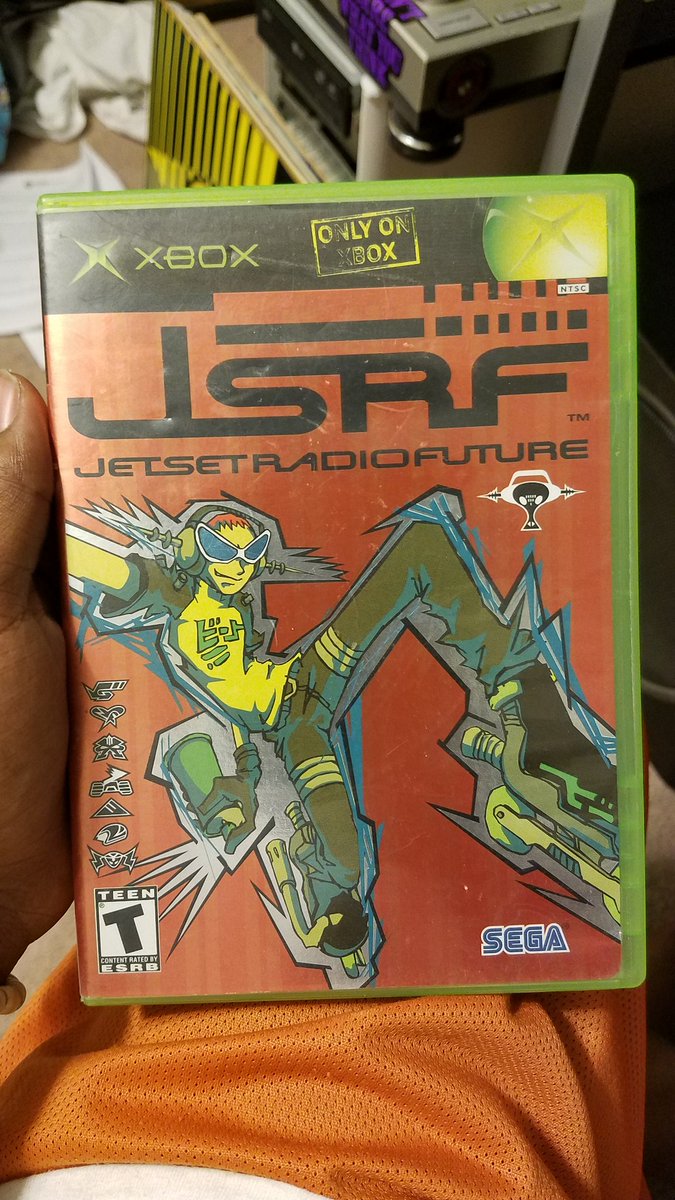 XBOX
ONLY ON
XBOX
NTSC
JSRF
TM
JETSETRADIOFUTURE
ビート
TEEN
T
CONTENT RATED BY
ESRB
SEGA